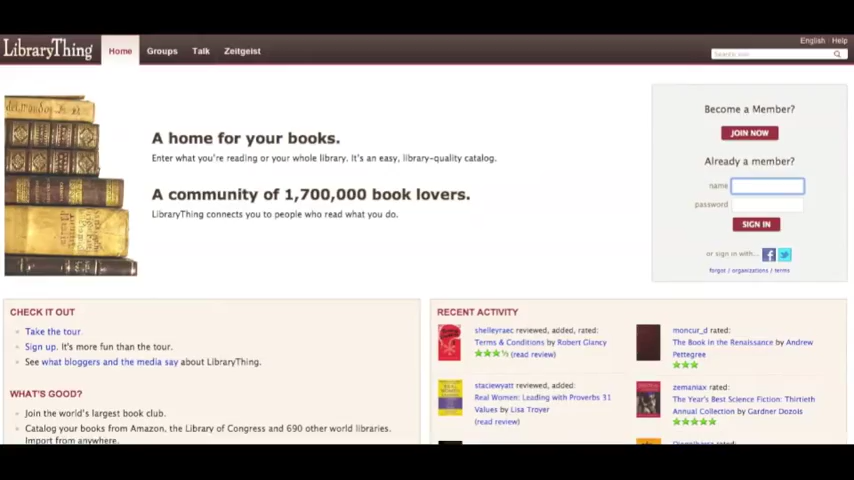 LibraryThing
Home Groups Talk Zeitgeist
English Help
A home for your books.
Enter what you're reading or your whole library. It's an easy, library-quality catalog.
A community of 1,700,000 book lovers.
LibraryThing connects you to people who read what you do.
Become a Member?
JOIN NOW
Already a member?
name
password
SIGN IN
or sign in with...
forgot / organizations / terms
CHECK IT OUT
Take the tour.
Sign up. It's more fun than the tour.
See what bloggers and the media say about LibraryThing.
WHAT'S GOOD?
Join the world's largest book club.
Catalog your books from Amazon, the Library of Congress and 690 other world libraries.
Import from anywhere.
RECENT ACTIVITY
shelleyraec reviewed, added, rated:
Terms & Conditions by Robert Glancy
(read review)
staciewyatt reviewed, added:
Real Women: Leading with Proverbs 31
Values by Lisa Troyer
(read review)
moncur_d rated:
The Book in the Renaissance by Andrew
Pettegree
zemaniax rated:
The Year's Best Science Fiction: Thirtieth
Annual Collection by Gardner Dozois